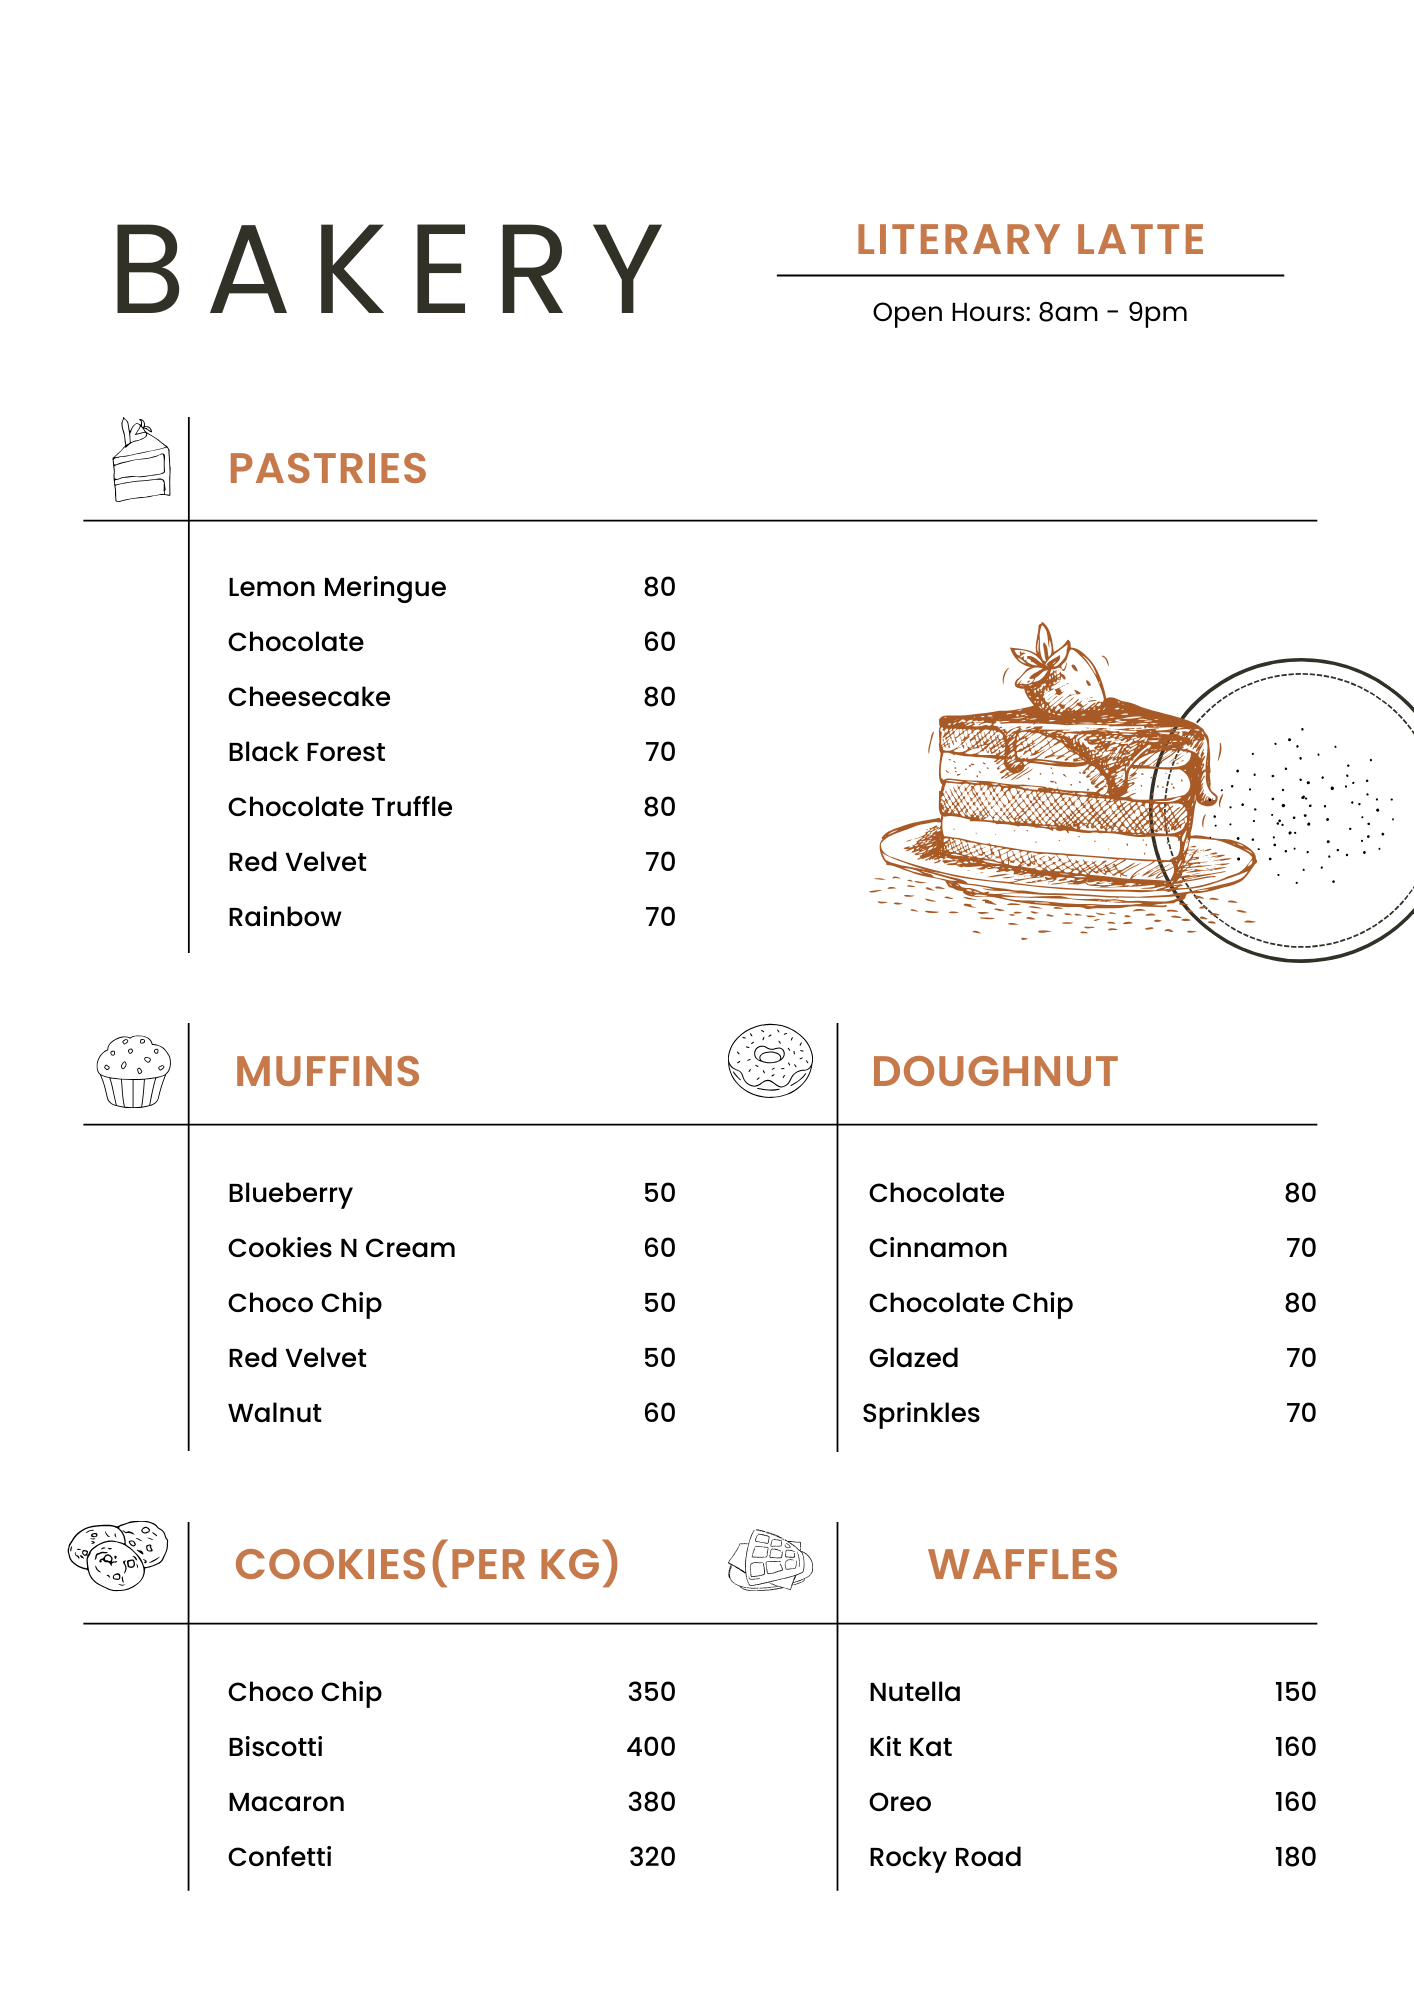 BAKERY
LITERARY LATTE
Open Hours: 8am - 9pm
PASTRIES
Lemon Meringue 80
Chocolate 60
Cheesecake 80
Black Forest 70
Chocolate Truffle 80
Red Velvet 70
Rainbow 70
MUFFINS
Blueberry 50
Cookies N Cream 60
Choco Chip 50
Red Velvet 50
Walnut 60
DOUGHNUT
Chocolate 80
Cinnamon 70
Chocolate Chip 80
Glazed 70
Sprinkles 70
COOKIES(PER KG)
Choco Chip 350
Biscotti 400
Macaron 380
Confetti 320
WAFFLES
Nutella 150
Kit Kat 160
Oreo 160
Rocky Road 180